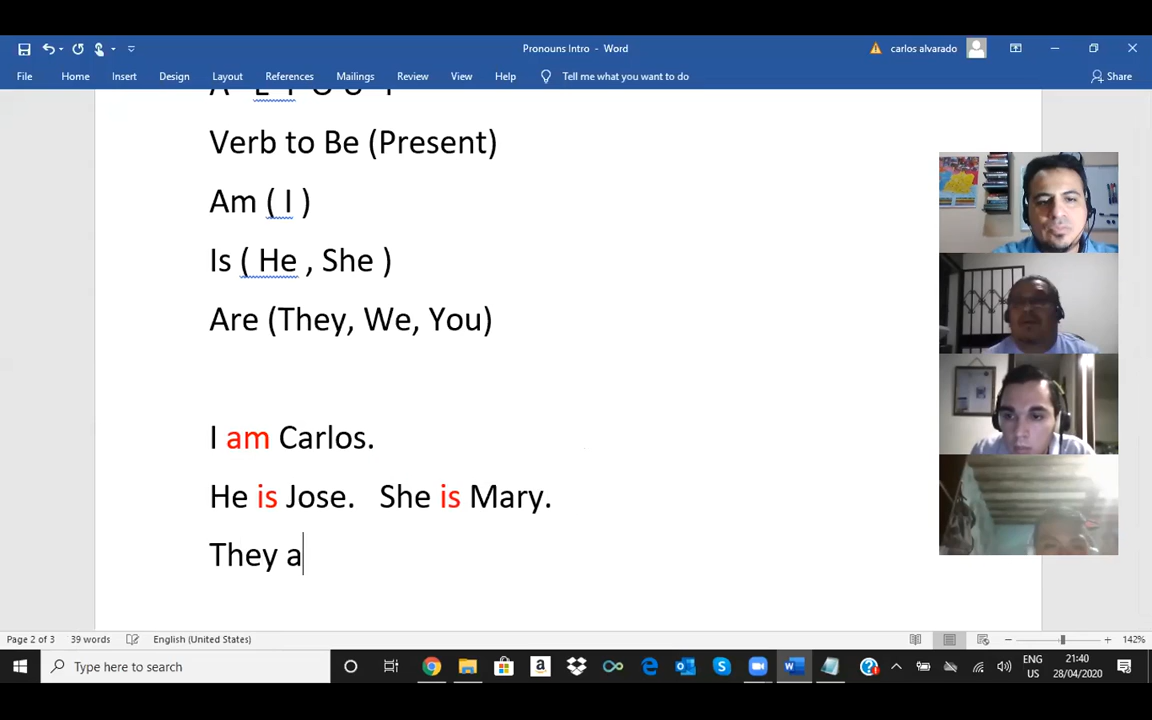 Pronouns Intro - Word
carlos alvarado
File Home Insert Design Layout References Mailings Review View Help Tell me what you want to do Share
Verb to Be (Present)
Am ( I )
Is ( He , She )
Are (They, We, You)
I am Carlos.
He is Jose. She is Mary.
They a
Page 2 of 3 39 words English (United States) 142%
Type here to search
ENG 21:40
US 28/04/2020